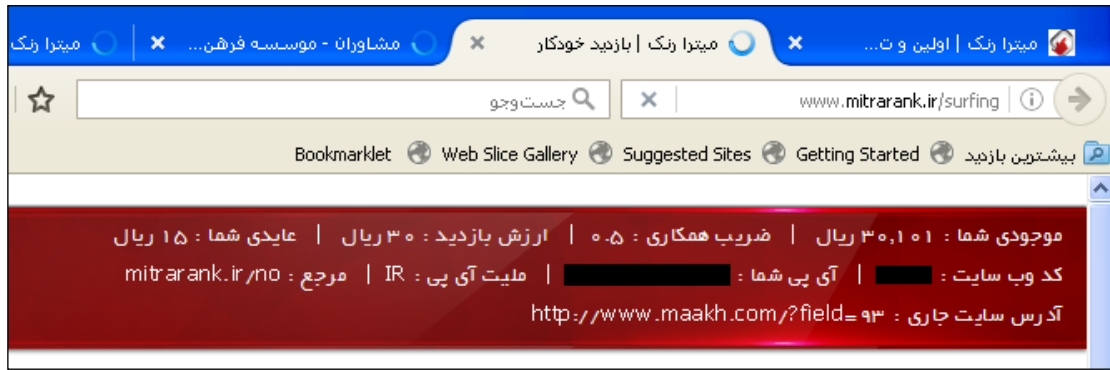 میترا رنک | اولین و ت...
میترا رنک | بازدید خودکار
مشاوران - موسسه فرهن...
میترا رنک
www.mitrarank.ir/surfing
جست‌وجو
بیشترین بازدید Getting Started Suggested Sites Web Slice Gallery Bookmarklet
موجودی شما : ۳۰,۱۰۱ ریال | ضریب همکاری : ۰.۵ | ارزش بازدید : ۳۰ ریال | عایدی شما : ۱۵ ریال
کد وب سایت : | آی پی شما : | ملیت آی پی : IR | مرجع : mitrarank.ir/no
آدرس سایت جاری : http://www.maakh.com/?field=۹۳